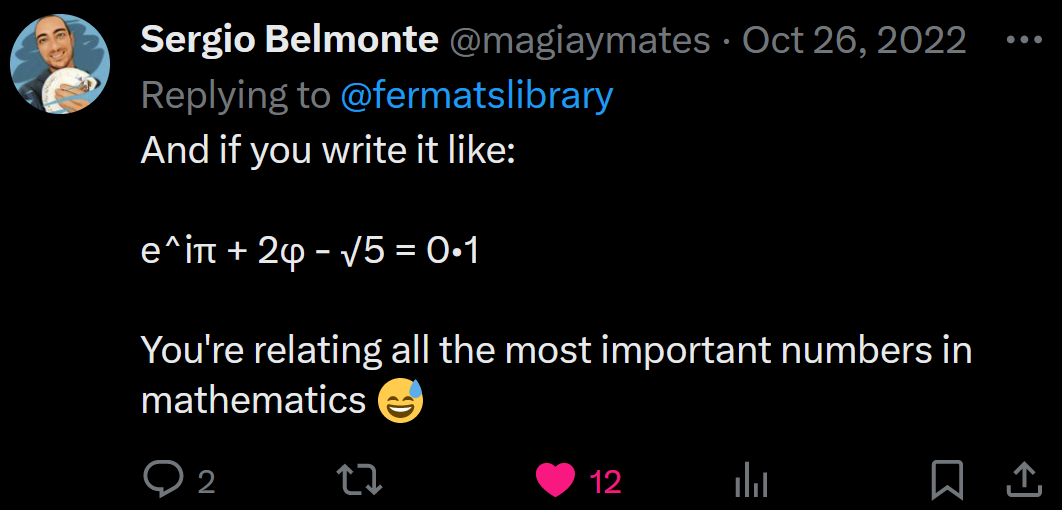 Sergio Belmonte @magiaymates · Oct 26, 2022
Replying to @fermatslibrary
And if you write it like:
e^iπ + 2φ - √5 = 0•1
You're relating all the most important numbers in
mathematics 😅
2 12